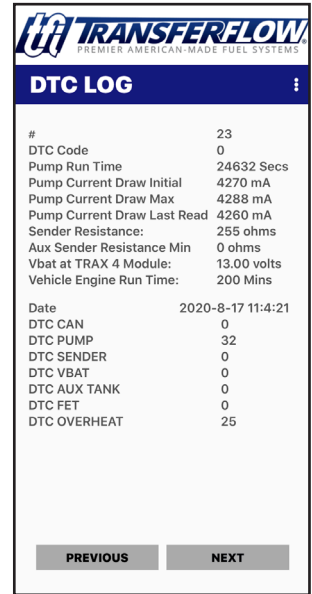 tfi TRANSFERFLOW®
PREMIER AMERICAN-MADE FUEL SYSTEMS
DTC LOG
# 23
DTC Code 0
Pump Run Time 24632 Secs
Pump Current Draw Initial 4270 mA
Pump Current Draw Max 4288 mA
Pump Current Draw Last Read 4260 mA
Sender Resistance: 255 ohms
Aux Sender Resistance Min 0 ohms
Vbat at TRAX 4 Module: 13.00 volts
Vehicle Engine Run Time: 200 Mins
Date 2020-8-17 11:4:21
DTC CAN 0
DTC PUMP 32
DTC SENDER 0
DTC VBAT 0
DTC AUX TANK 0
DTC FET 0
DTC OVERHEAT 25
PREVIOUS NEXT